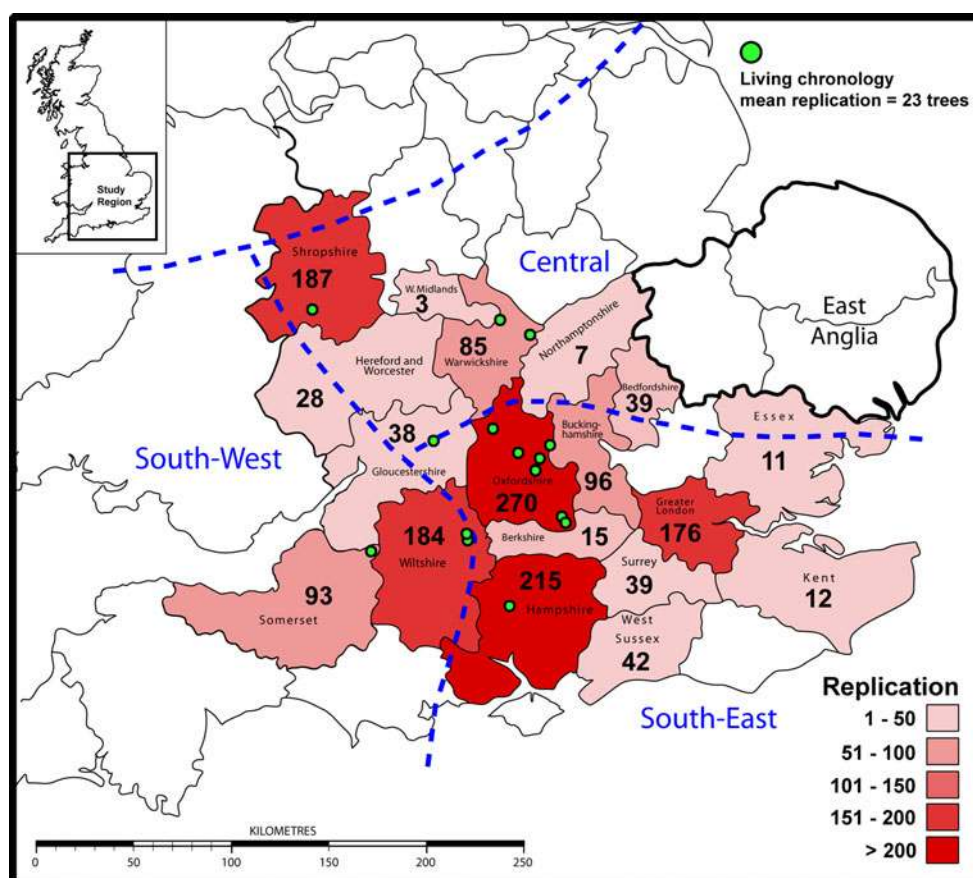 Living chronology
mean replication = 23 trees
Study
Region
Central
East
Anglia
South-West
South-East
Shropshire
187
W.Midlands
3
85
Warwickshire
Northamptonshire
7
Hereford and
Worcester
28
Bedfordshire
39
Essex
11
38
Gloucestershire
Bucking-
hamshire
96
Oxfordshire
270
Greater
London
176
184
Wiltshire
Berkshire
15
Surrey
39
Kent
12
93
Somerset
215
Hampshire
West
Sussex
42
Replication
1 - 50
51 - 100
101 - 150
151 - 200
> 200
KILOMETRES
0 50 100 150 200 250